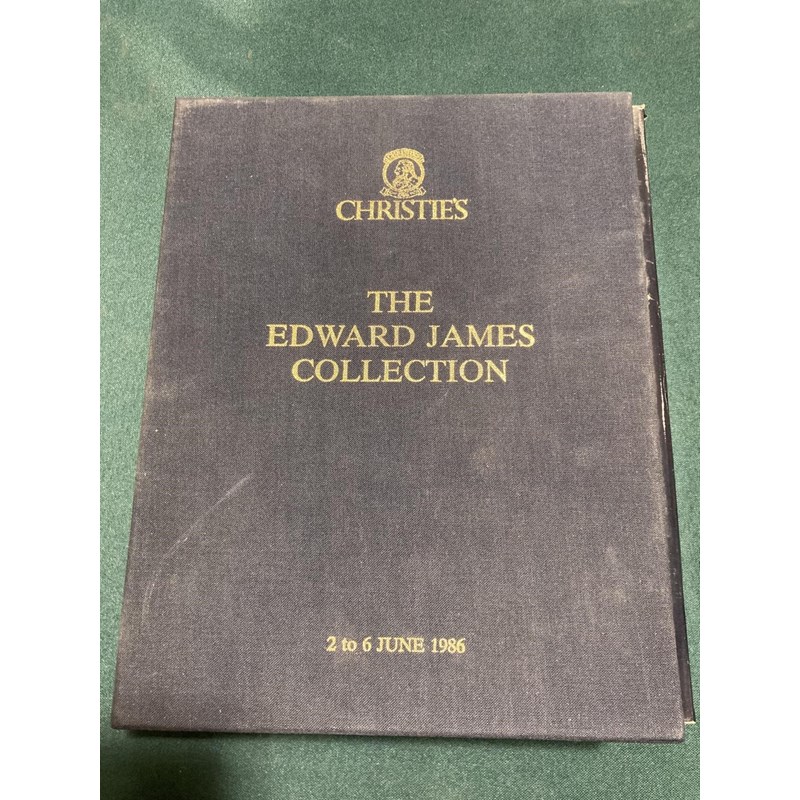 CHRISTIE'S
THE
EDWARD JAMES
COLLECTION
2 to 6 JUNE 1986